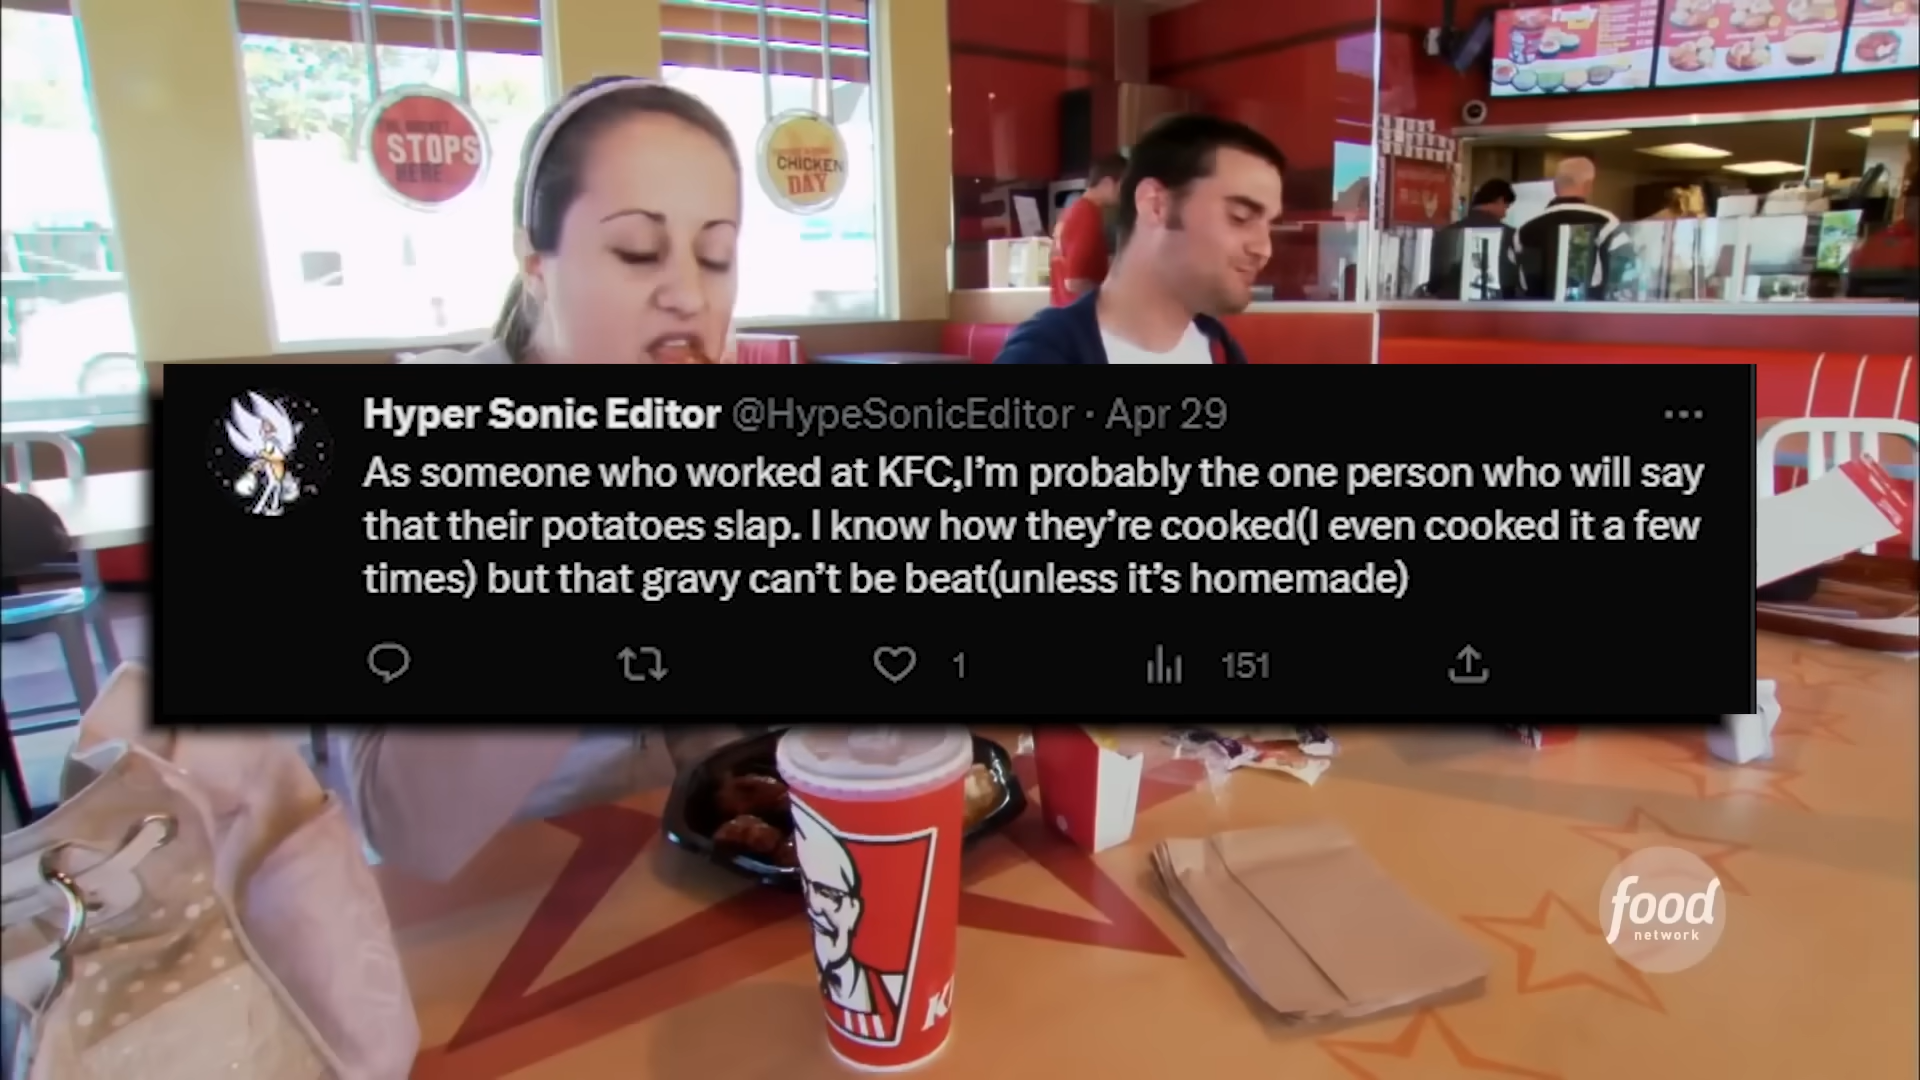 STOPS
HERE
CHICKEN
DAY
Family
Hyper Sonic Editor @HypeSonicEditor · Apr 29
As someone who worked at KFC,I’m probably the one person who will say
that their potatoes slap. I know how they’re cooked(I even cooked it a few
times) but that gravy can’t be beat(unless it’s homemade)
1
151
food
network